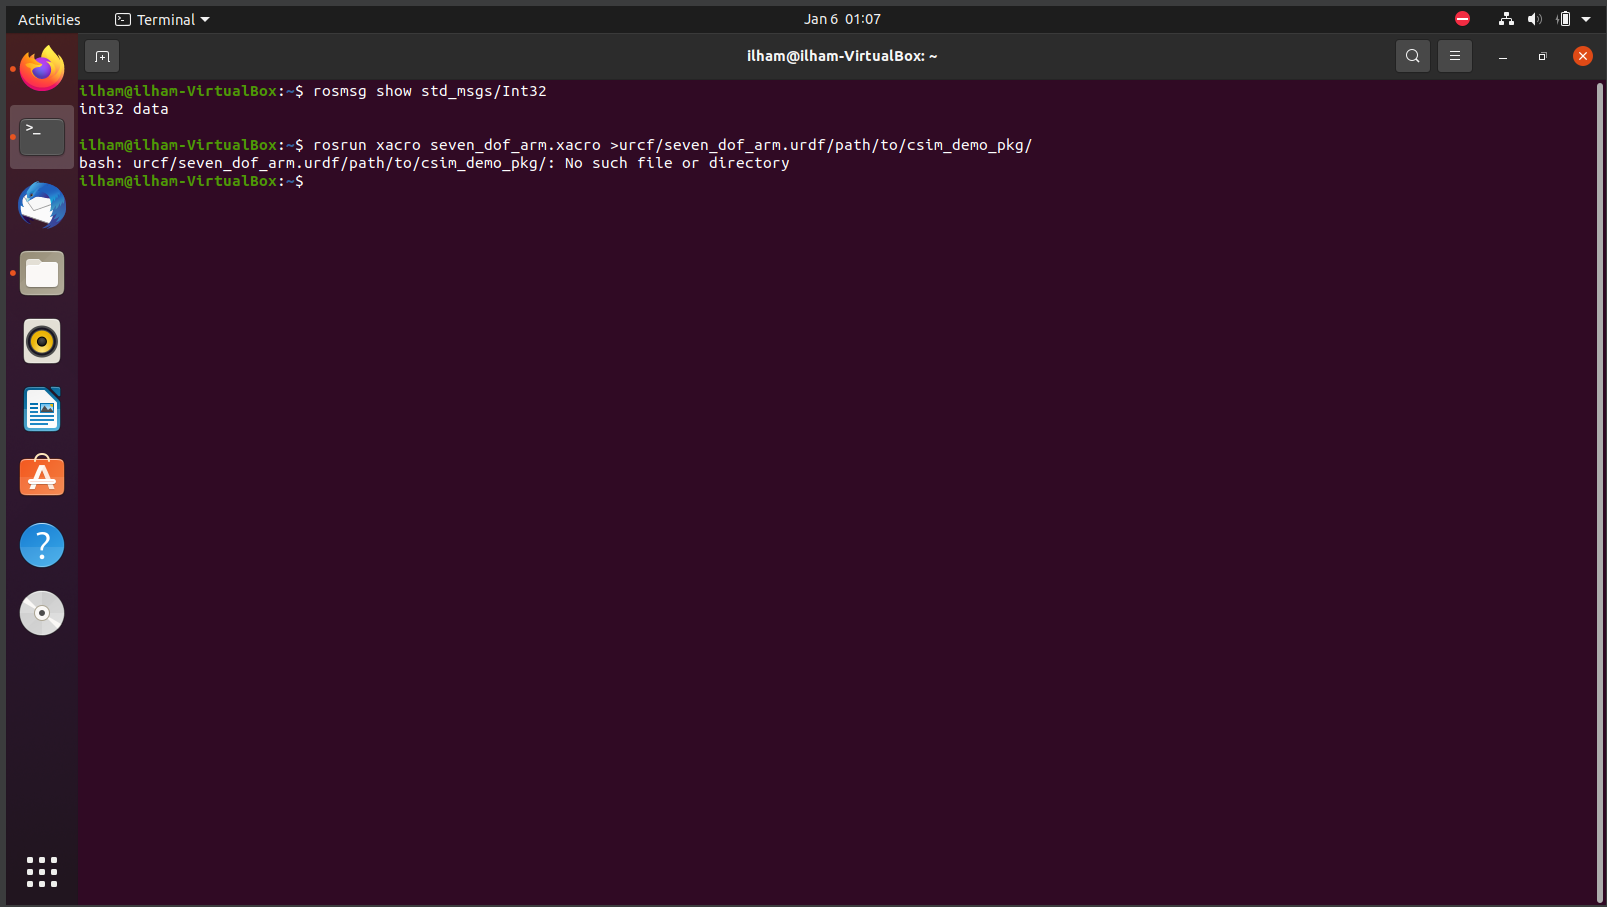 Activities
Terminal
Jan 6 01:07
ilham@ilham-VirtualBox: ~
ilham@ilham-VirtualBox:~$ rosmsg show std_msgs/Int32
int32 data
ilham@ilham-VirtualBox:~$ rosrun xacro seven_dof_arm.xacro >urcf/seven_dof_arm.urdf/path/to/csim_demo_pkg/
bash: urcf/seven_dof_arm.urdf/path/to/csim_demo_pkg/: No such file or directory
ilham@ilham-VirtualBox:~$